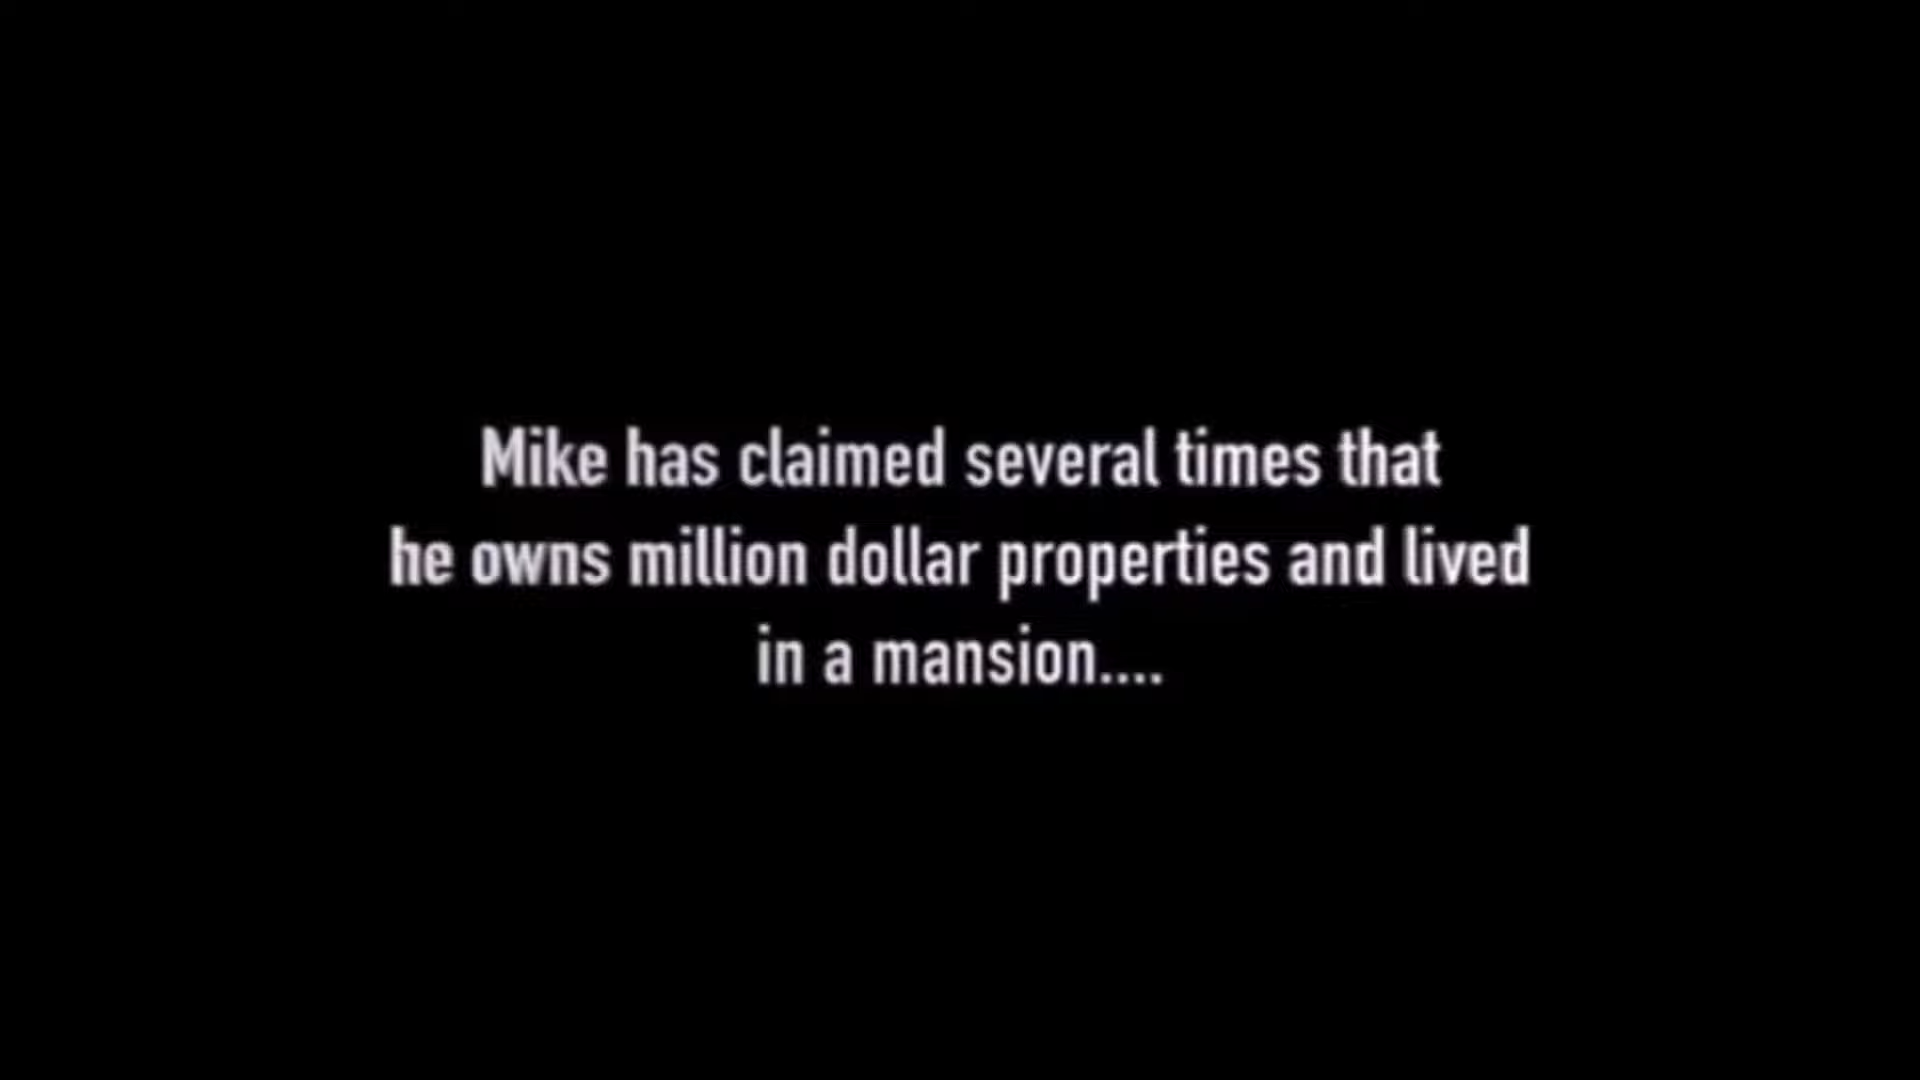 Mike has claimed several times that
he owns million dollar properties and lived
in a mansion....